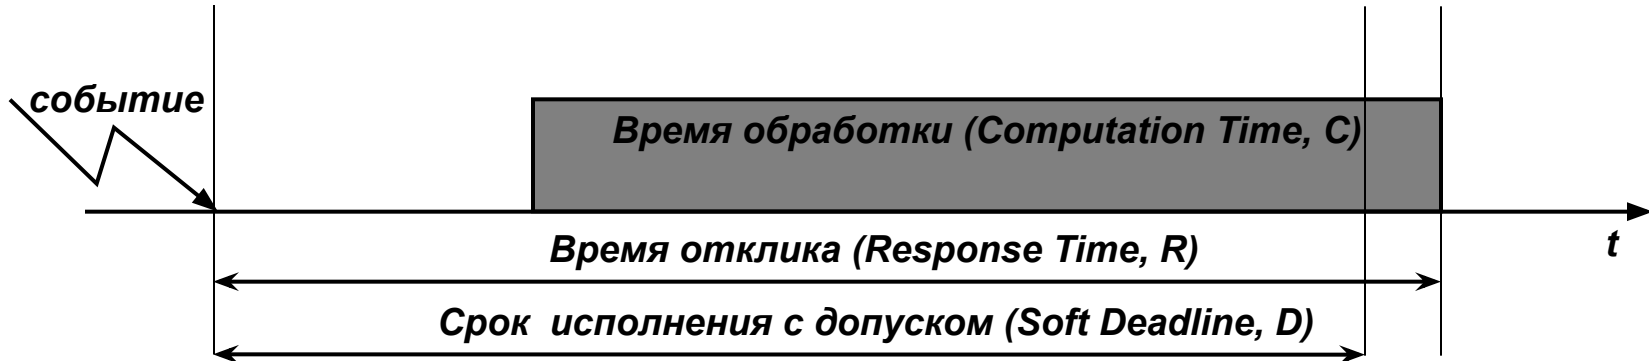 событие
Время обработки (Computation Time, C)
Время отклика (Response Time, R)
t
Срок исполнения с допуском (Soft Deadline, D)